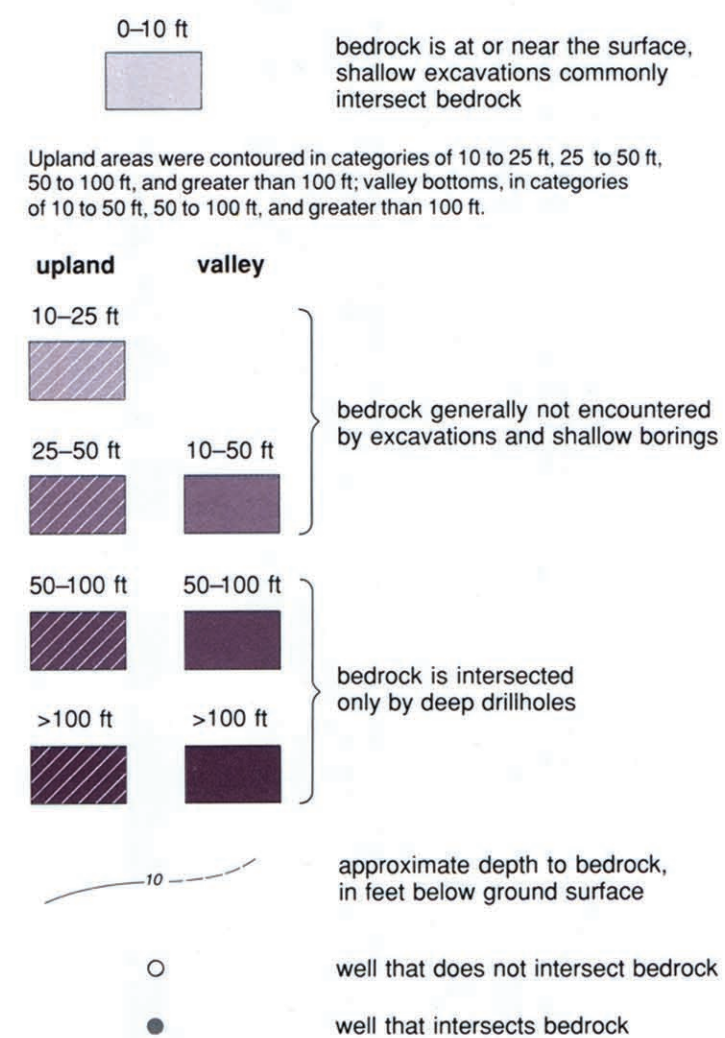 0–10 ft
bedrock is at or near the surface,
shallow excavations commonly
intersect bedrock
Upland areas were contoured in categories of 10 to 25 ft, 25 to 50 ft,
50 to 100 ft, and greater than 100 ft; valley bottoms, in categories
of 10 to 50 ft, 50 to 100 ft, and greater than 100 ft.
upland valley
10–25 ft
bedrock generally not encountered
by excavations and shallow borings
25–50 ft 10–50 ft
50–100 ft 50–100 ft
bedrock is intersected
only by deep drillholes
>100 ft >100 ft
10
approximate depth to bedrock,
in feet below ground surface
well that does not intersect bedrock
well that intersects bedrock